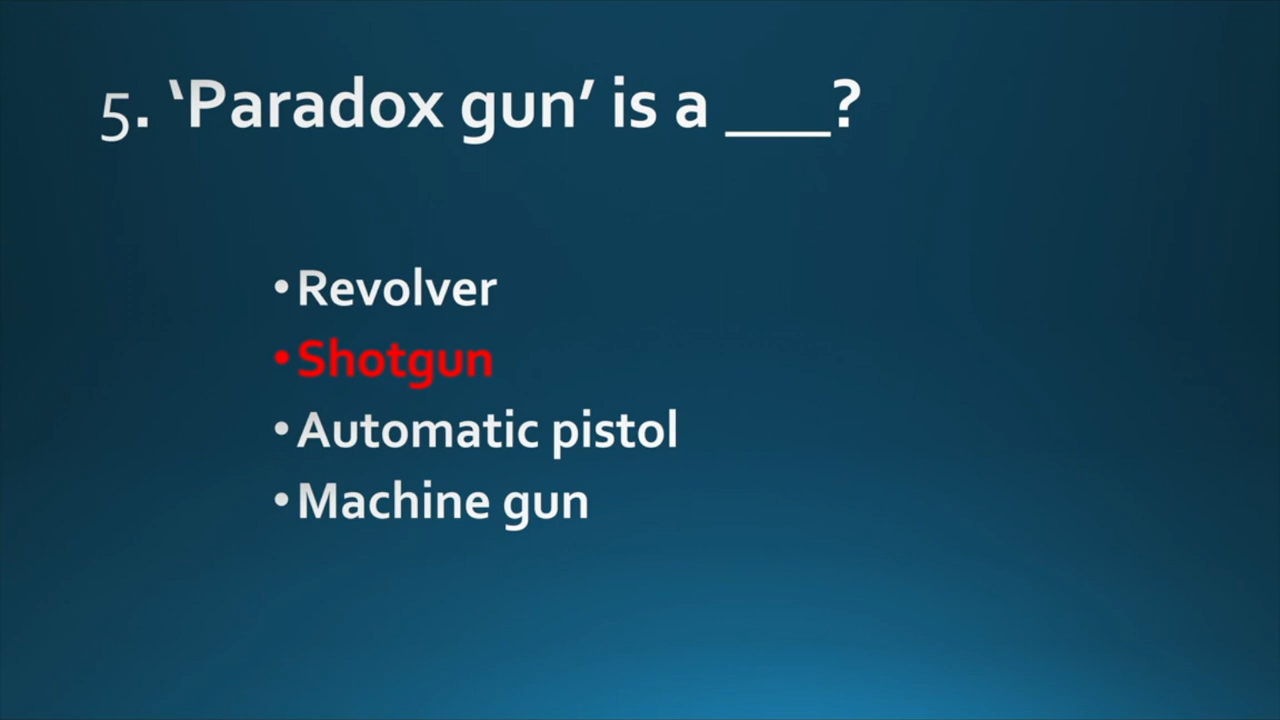 5. ‘Paradox gun’ is a ___?
•Revolver
•Shotgun
•Automatic pistol
•Machine gun